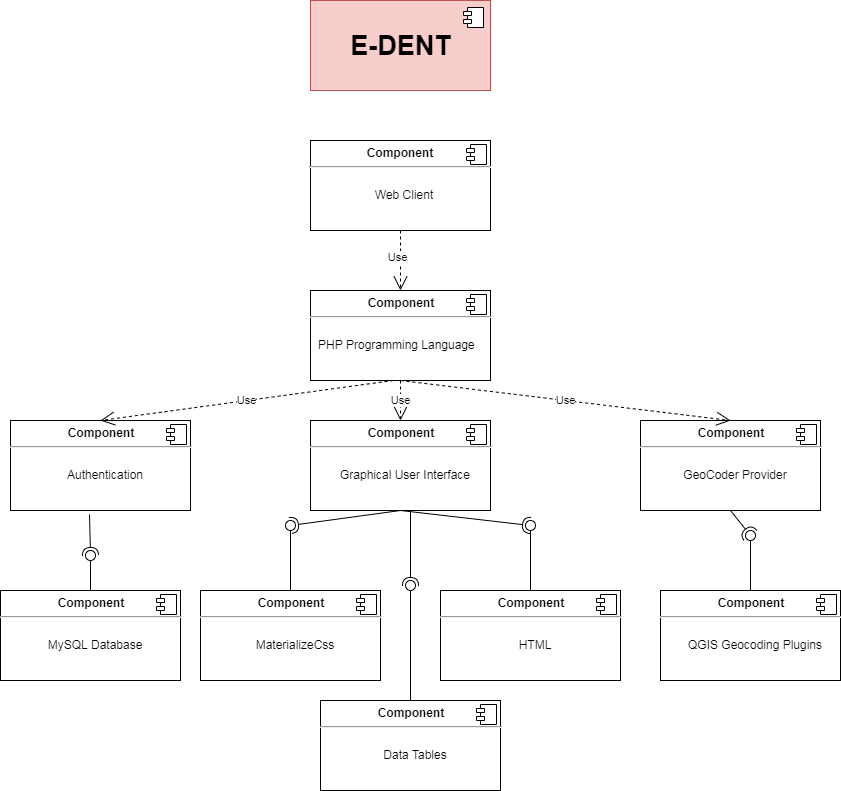 E-DENT
Component
Web Client
Use
Component
PHP Programming Language
Use
Use
Use
Component
Authentication
Component
Graphical User Interface
Component
GeoCoder Provider
Component
MySQL Database
Component
MaterializeCss
Component
HTML
Component
QGIS Geocoding Plugins
Component
Data Tables